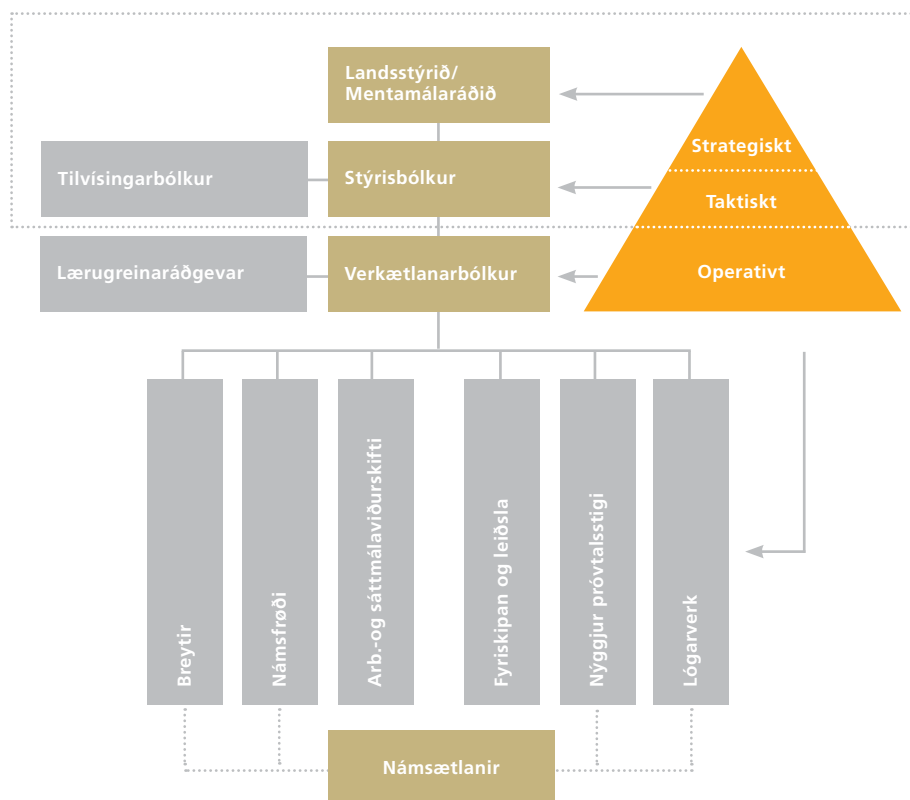 Landsstýrið/
Mentamálaráðið
Strategiskt
Tilvísingarbólkur
Stýrisbólkur
Taktiskt
Lærugreinaráðgevar
Verkætlanarbólkur
Operativt
Breytir
Námsfrøði
Arb.-og sáttmálaviðurskifti
Fyriskipan og leiðsla
Nýggjur próvtalsstigi
Lógarverk
Námsætlanir